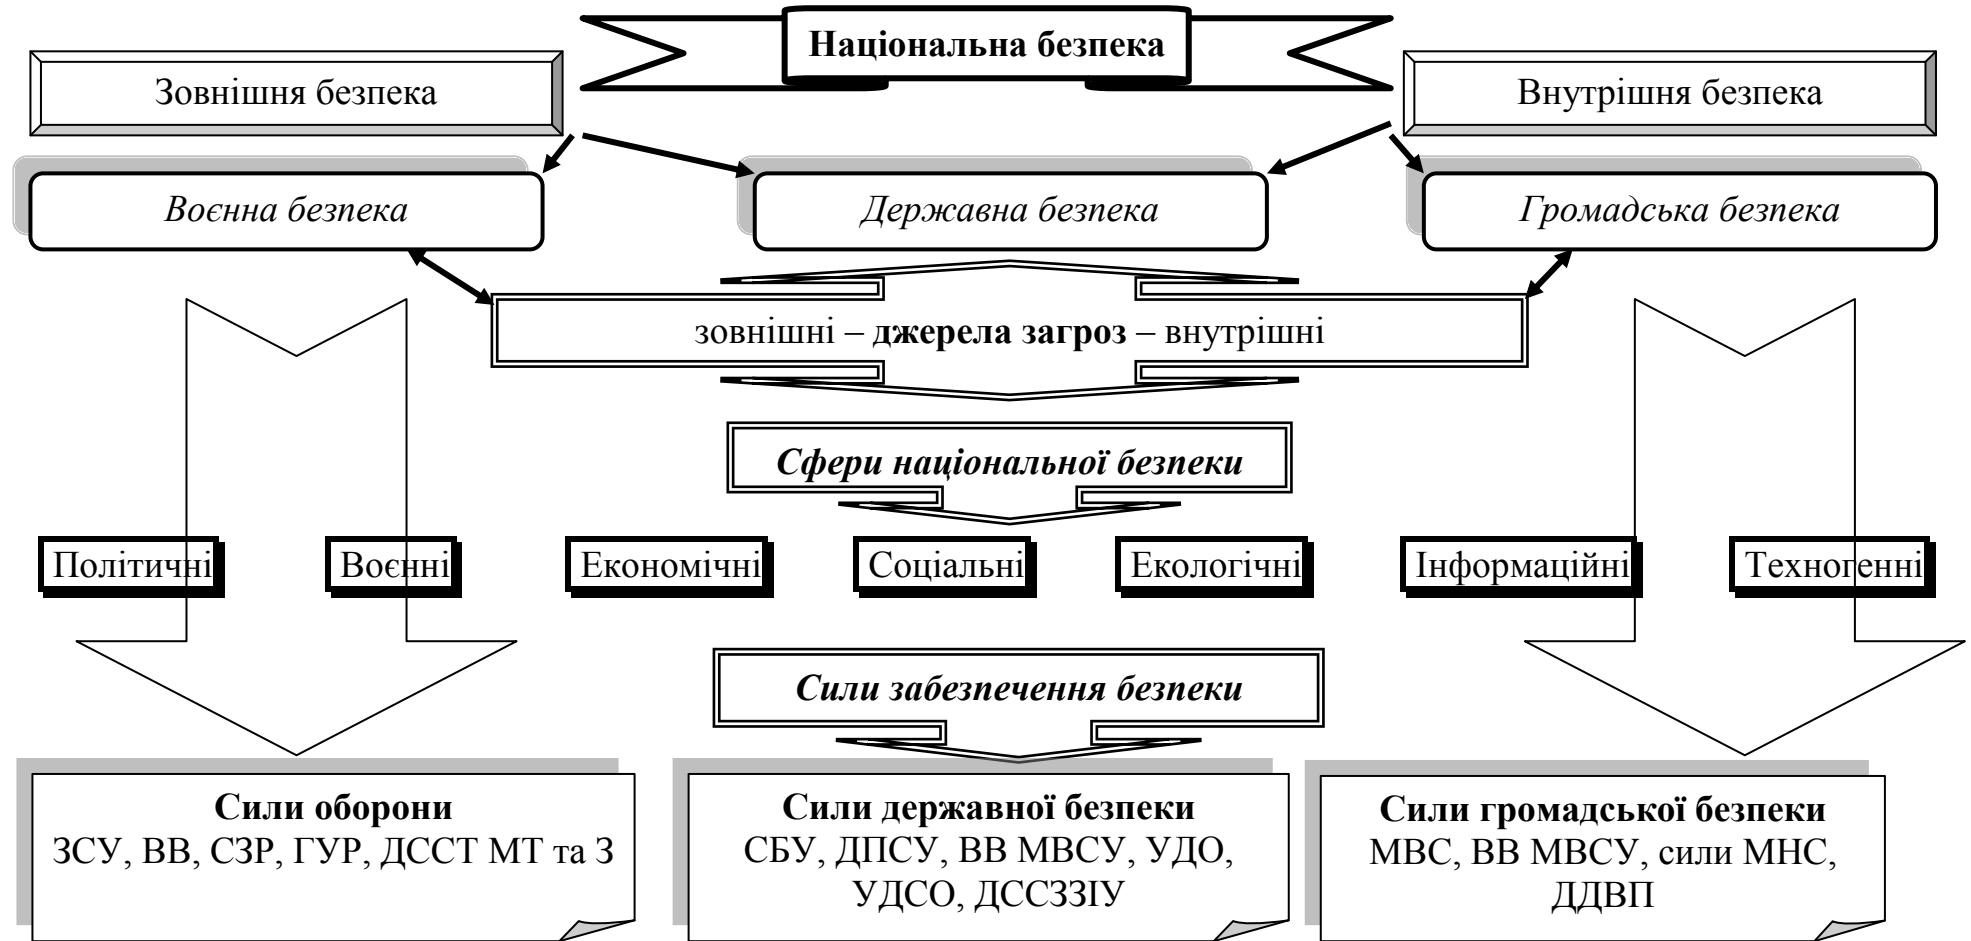 Національна безпека
Зовнішня безпека
Внутрішня безпека
Воєнна безпека
Державна безпека
Громадська безпека
зовнішні – джерела загроз – внутрішні
Сфери національної безпеки
Політичні
Воєнні
Економічні
Соціальні
Екологічні
Інформаційні
Техногенні
Сили забезпечення безпеки
Сили оборони
ЗСУ, ВВ, СЗР, ГУР, ДССТ МТ та З
Сили державної безпеки
СБУ, ДПСУ, ВВ МВСУ, УДО,
УДСО, ДССЗЗІУ
Сили громадської безпеки
МВС, ВВ МВСУ, сили МНС,
ДДВП